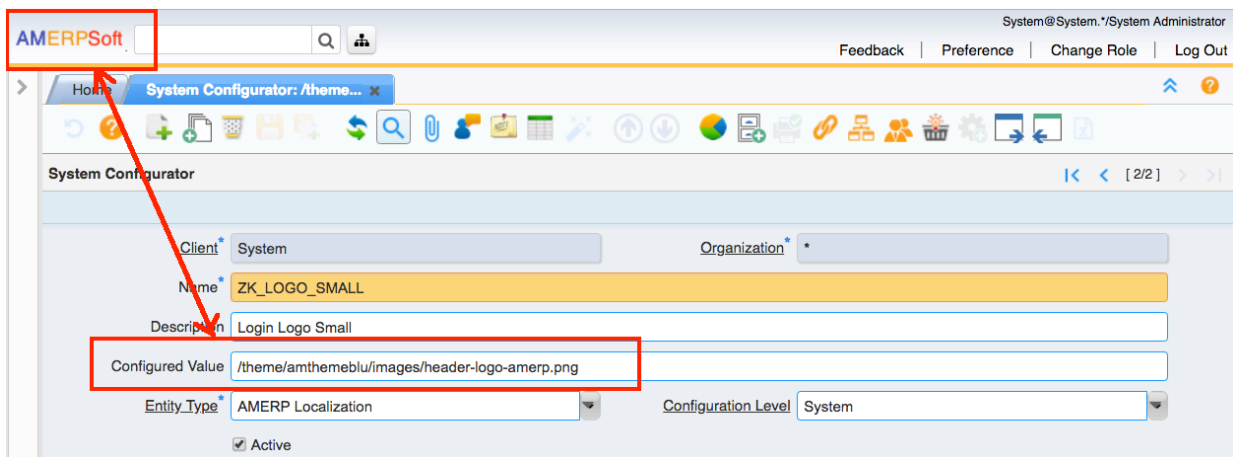 System@System.*/System Administrator
AMERPSoft
Feedback | Preference | Change Role | Log Out
Home
System Configurator: /theme...
System Configurator
[ 2/2 ]
Client* System
Organization* *
Name* ZK_LOGO_SMALL
Description Login Logo Small
Configured Value /theme/amthemeblu/images/header-logo-amerp.png
Entity Type* AMERP Localization
Configuration Level System
Active